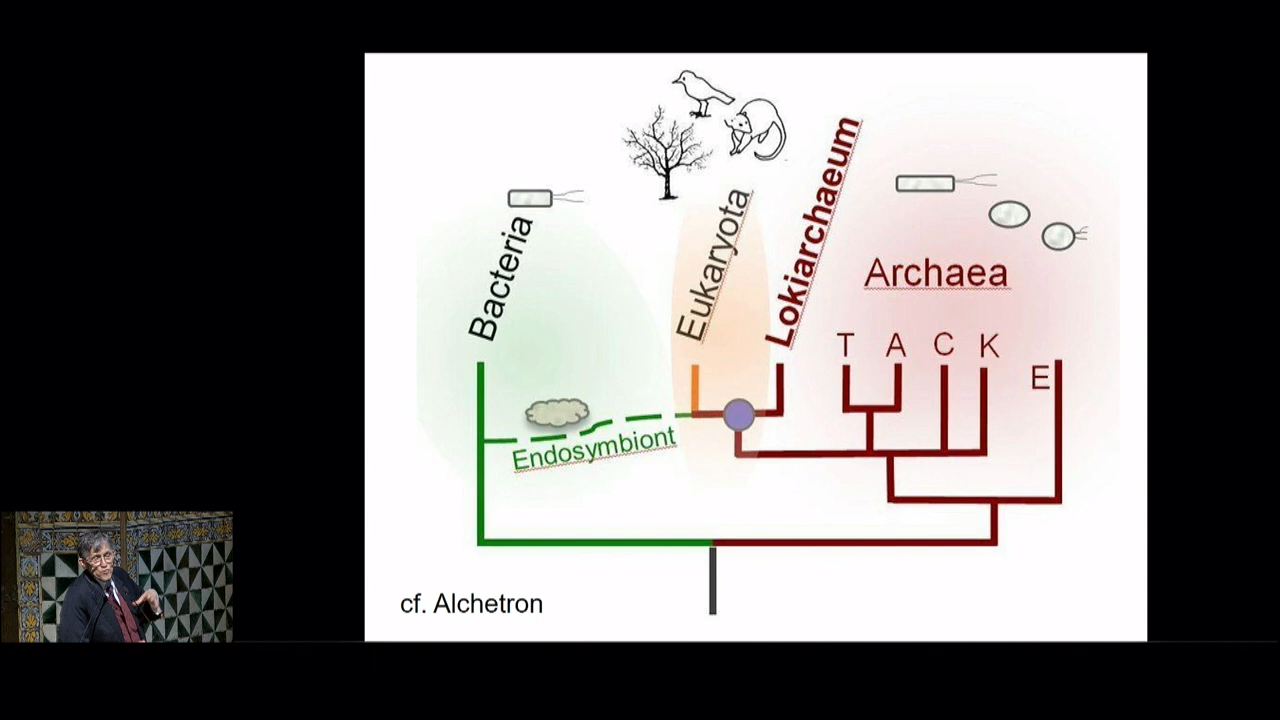 Bacteria
Eukaryota
Lokiarchaeum
Archaea
T A C K
E
Endosymbiont
cf. Alchetron